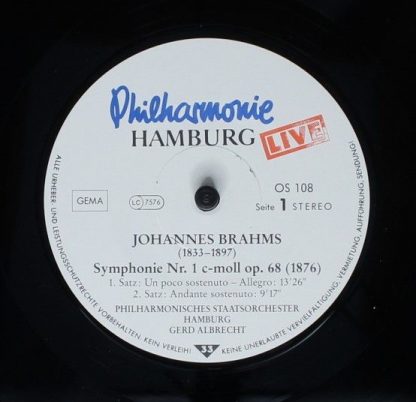 Philharmonie
HAMBURG
LIVE
OS 108
GEMA
LC 7576
Seite 1 STEREO
JOHANNES BRAHMS
(1833–1897)
Symphonie Nr. 1 c-moll op. 68 (1876)
1. Satz: Un poco sostenuto – Allegro: 13'26"
2. Satz: Andante sostenuto: 9'17"
PHILHARMONISCHES STAATSORCHESTER
HAMBURG
GERD ALBRECHT
33
ALLE URHEBER- UND LEISTUNGSSCHUTZRECHTE VORBEHALTEN. KEIN VERLEIH! KEINE UNERLAUBTE VERVIELFÄLTIGUNG, VERMIETUNG, AUFFÜHRUNG, SENDUNG!